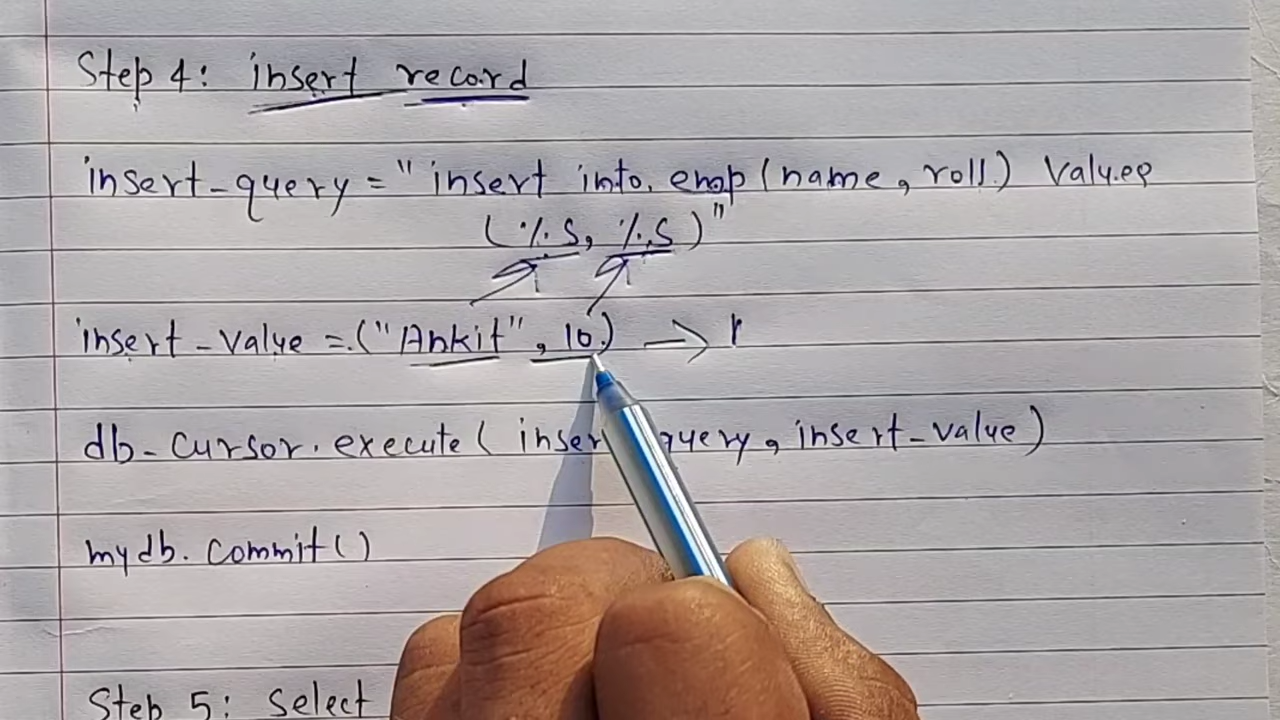 Step 4: insert record
insert-query = "insert into emp(name, roll) values
(%s, %s)"
insert-value = ("Ankit", 10) →
db-cursor.execute(insert query, insert-value)
mydb.commit()
Step 5: Select